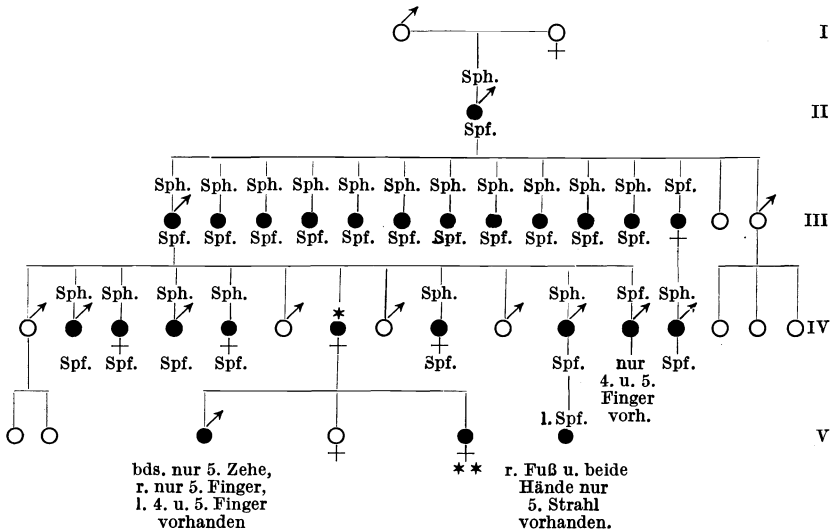 I
Sph.
II
Spf.
Sph. Sph. Sph. Sph. Sph. Sph. Sph. Sph. Sph. Sph. Sph. Spf.
III
Spf. Spf. Spf. Spf. Spf. Spf. Spf. Spf. Spf. Spf. Spf.
Sph. Sph. Sph. Sph. Sph. Sph. Spf. Sph.
*
IV
Spf. Spf. Spf. Spf. Spf. Spf. nur Spf.
4. u. 5.
Finger
vorh.
l. Spf.
V
* *
bds. nur 5. Zehe,
r. nur 5. Finger,
l. 4. u. 5. Finger
vorhanden
r. Fuß u. beide
Hände nur
5. Strahl
vorhanden.